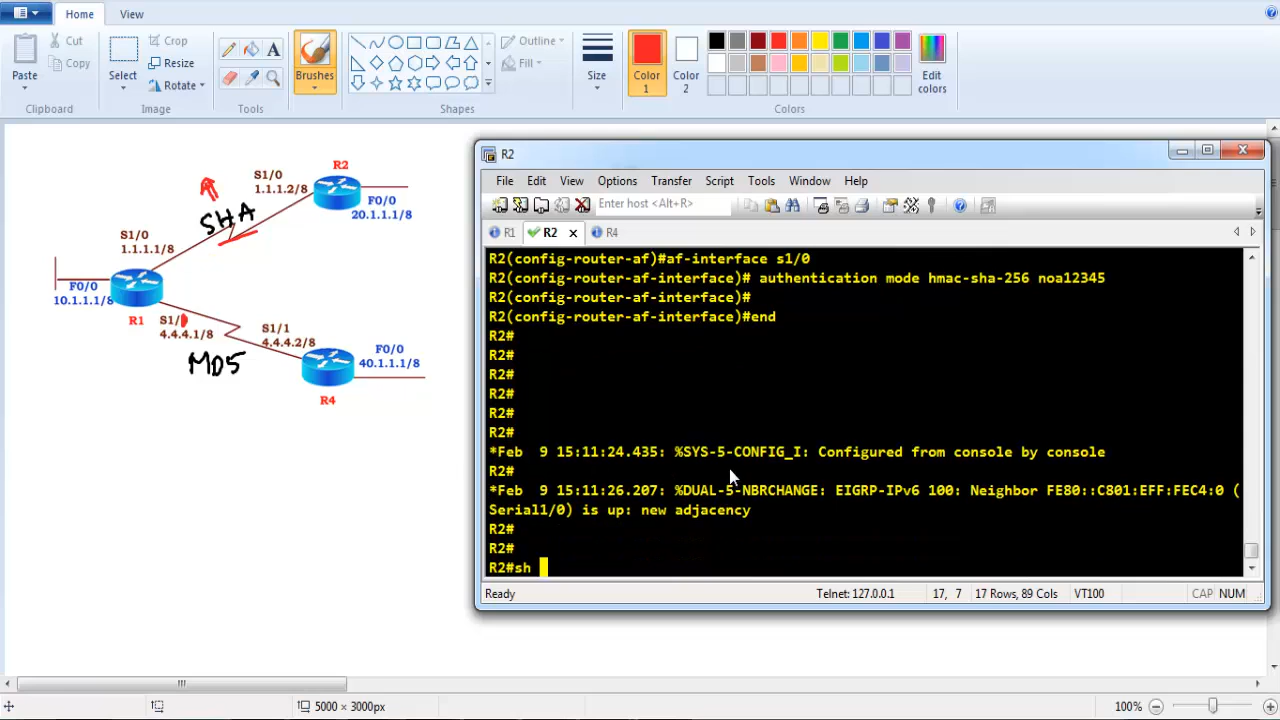 Home
View
Paste
Cut
Copy
Clipboard
Select
Crop
Resize
Rotate
Image
A
Tools
Brushes
Outline
Fill
Shapes
Size
Color 1
Color 2
Edit colors
Colors
SHA
S1/0
1.1.1.2/8
R2
F0/0
20.1.1.1/8
S1/0
1.1.1.1/8
F0/0
10.1.1.1/8
R1
S1/
4.4.4.1/8
MD5
S1/1
4.4.4.2/8
F0/0
40.1.1.1/8
R4
R2
File Edit View Options Transfer Script Tools Window Help
Enter host <Alt+R>
R1 R2 R4
R2(config-router-af)#af-interface s1/0
R2(config-router-af-interface)# authentication mode hmac-sha-256 noa12345
R2(config-router-af-interface)#
R2(config-router-af-interface)#end
R2#
R2#
R2#
R2#
R2#
R2#
*Feb  9 15:11:24.435: %SYS-5-CONFIG_I: Configured from console by console
R2#
*Feb  9 15:11:26.207: %DUAL-5-NBRCHANGE: EIGRP-IPv6 100: Neighbor FE80::C801:EFF:FEC4:0 (
Serial1/0) is up: new adjacency
R2#
R2#
R2#sh
Ready Telnet: 127.0.0.1 17, 7 17 Rows, 89 Cols VT100 CAP NUM
5000 × 3000px 100%